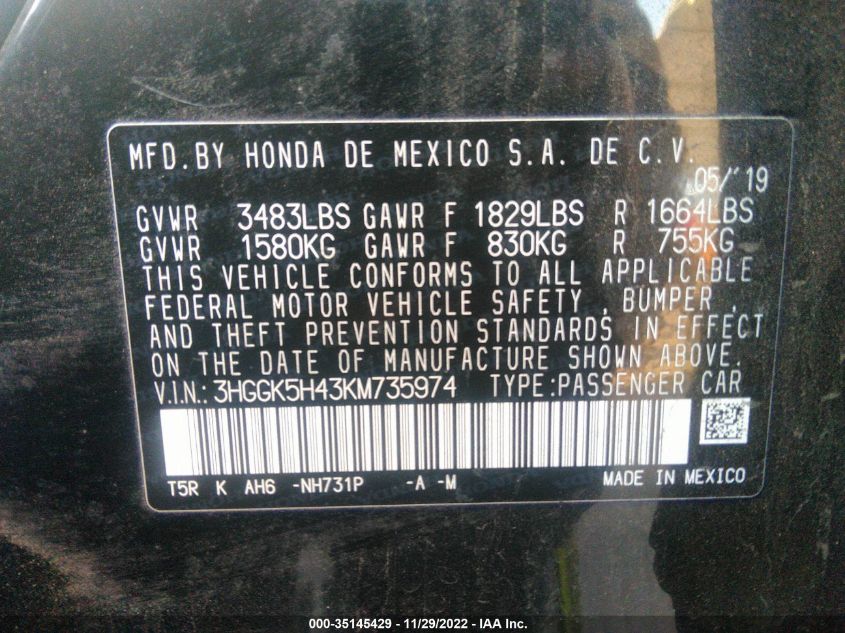 MFD.BY HONDA DE MEXICO S.A. DE C.V.
05/'19
GVWR 3483LBS GAWR F 1829LBS R 1664LBS
GVWR 1580KG GAWR F 830KG R 755KG
THIS VEHICLE CONFORMS TO ALL APPLICABLE
FEDERAL MOTOR VEHICLE SAFETY , BUMPER ,
AND THEFT PREVENTION STANDARDS IN EFFECT
ON THE DATE OF MANUFACTURE SHOWN ABOVE.
V.I.N.: 3HGGK5H43KM735974 TYPE:PASSENGER CAR
T5R K AH6 -NH731P -A -M MADE IN MEXICO
000-35145429 - 11/29/2022 - IAA Inc.